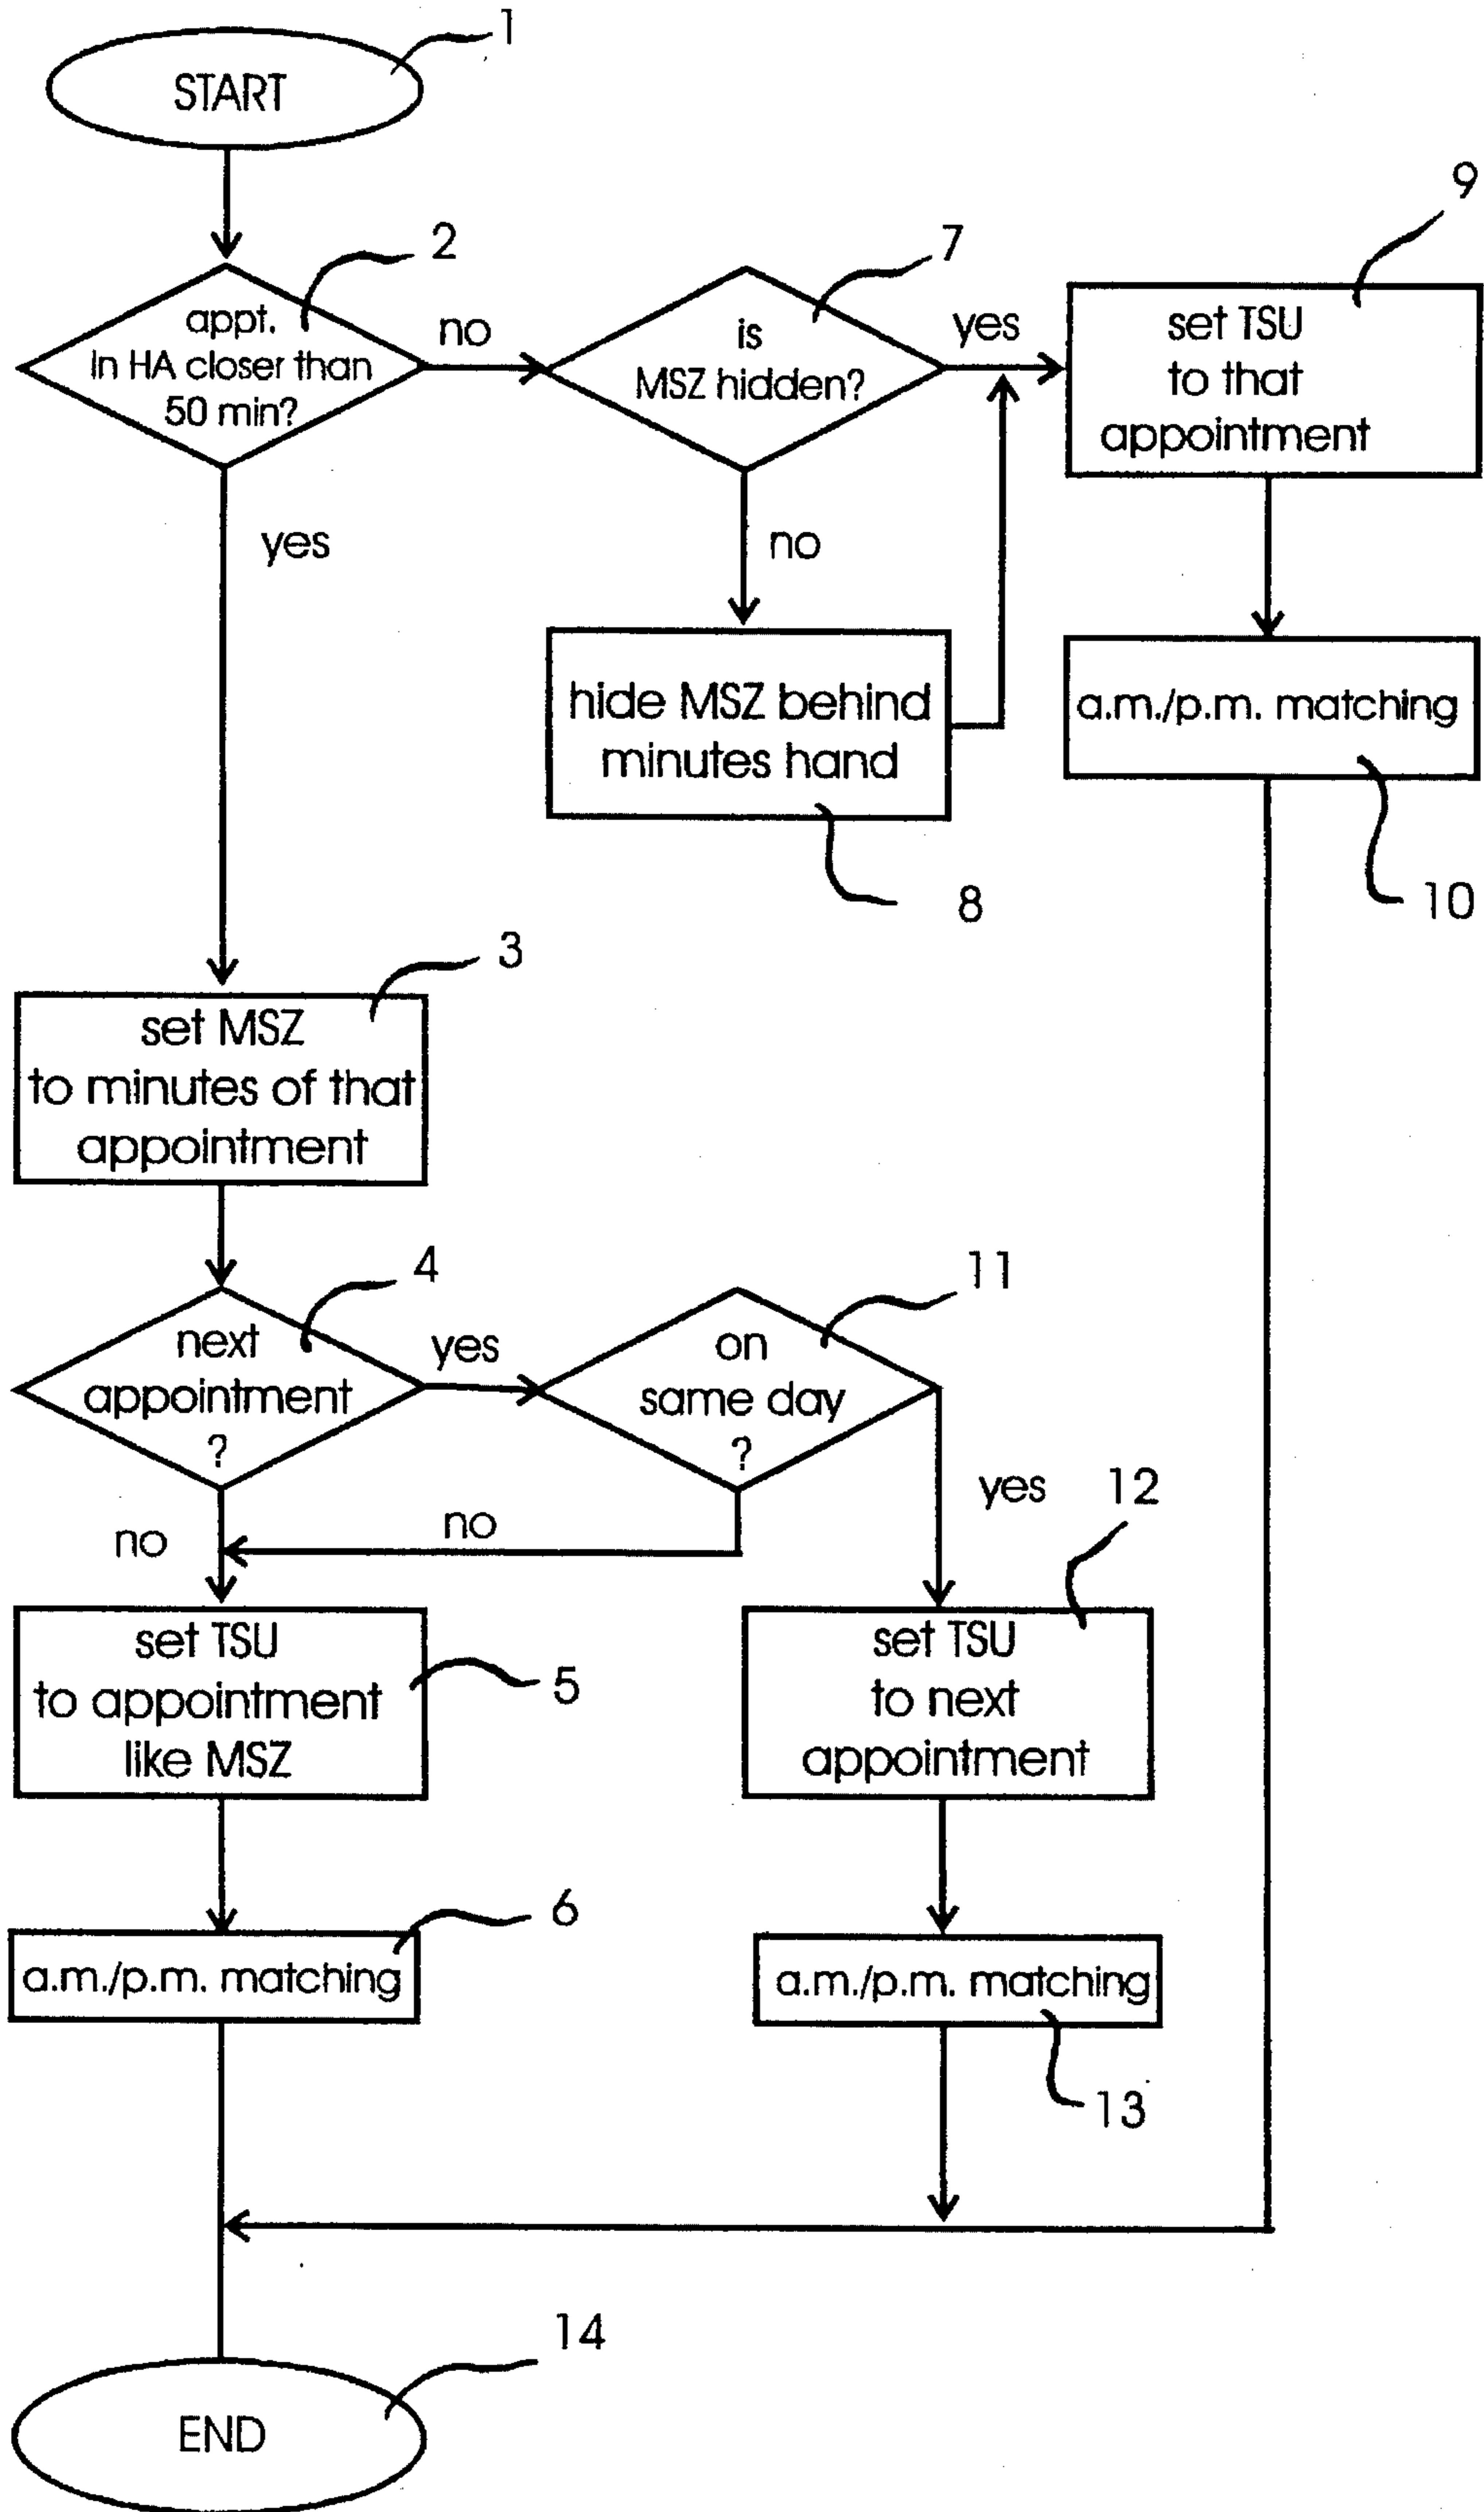 1
START
2
appt.
in HA closer than
50 min?
no
yes
7
is
MSZ hidden?
yes
no
9
set TSU
to that
appointment
hide MSZ behind
minutes hand
8
a.m./p.m. matching
10
3
set MSZ
to minutes of that
appointment
4
next
appointment
?
yes
no
11
on
same day
?
no
yes
12
set TSU
to appointment
like MSZ
5
set TSU
to next
appointment
6
a.m./p.m. matching
a.m./p.m. matching
13
14
END